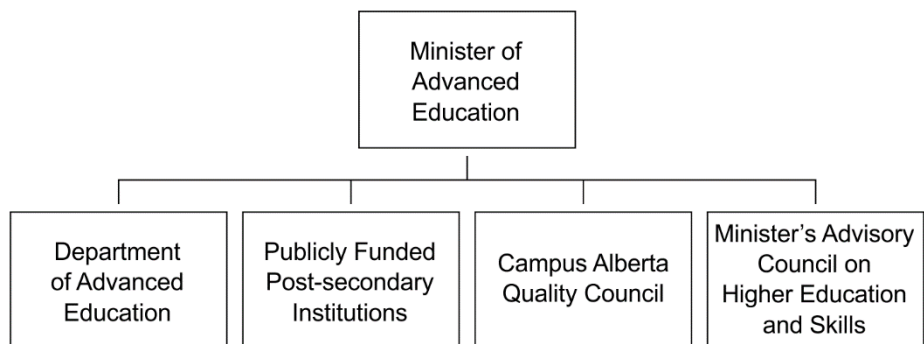 Minister of
Advanced
Education
Department
of Advanced
Education
Publicly Funded
Post-secondary
Institutions
Campus Alberta
Quality Council
Minister’s Advisory
Council on
Higher Education
and Skills